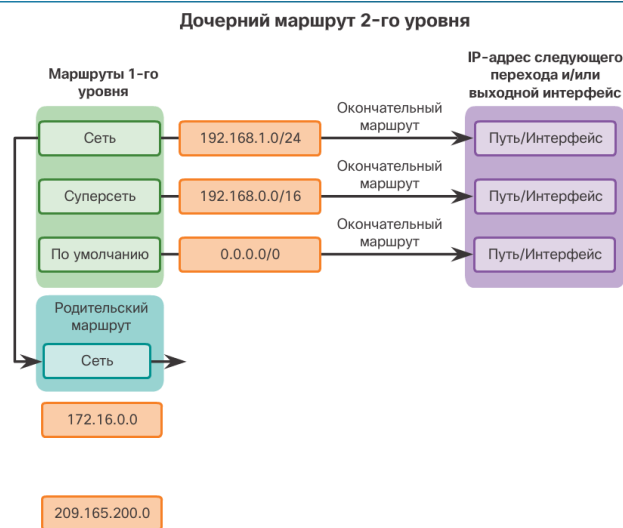 Дочерний маршрут 2-го уровня
Маршруты 1-го
уровня
IP-адрес следующего
перехода и/или
выходной интерфейс
Сеть
192.168.1.0/24
Окончательный
маршрут
Путь/Интерфейс
Суперсеть
192.168.0.0/16
Окончательный
маршрут
Путь/Интерфейс
По умолчанию
0.0.0.0/0
Окончательный
маршрут
Путь/Интерфейс
Родительский
маршрут
Сеть
172.16.0.0
209.165.200.0